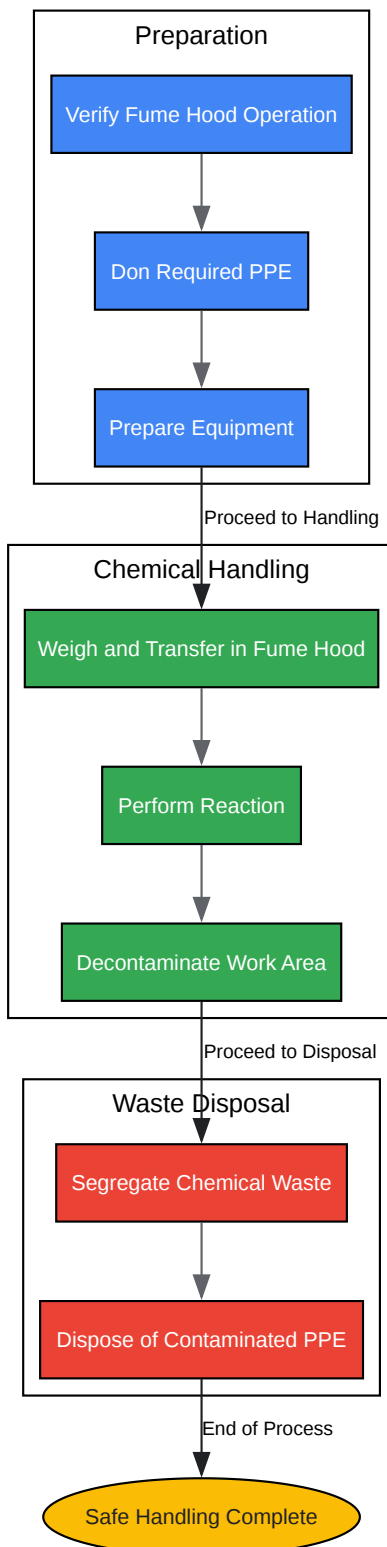 Preparation
Verify Fume Hood Operation
Don Required PPE
Prepare Equipment
Proceed to Handling
Chemical Handling
Weigh and Transfer in Fume Hood
Perform Reaction
Decontaminate Work Area
Proceed to Disposal
Waste Disposal
Segregate Chemical Waste
Dispose of Contaminated PPE
End of Process
Safe Handling Complete